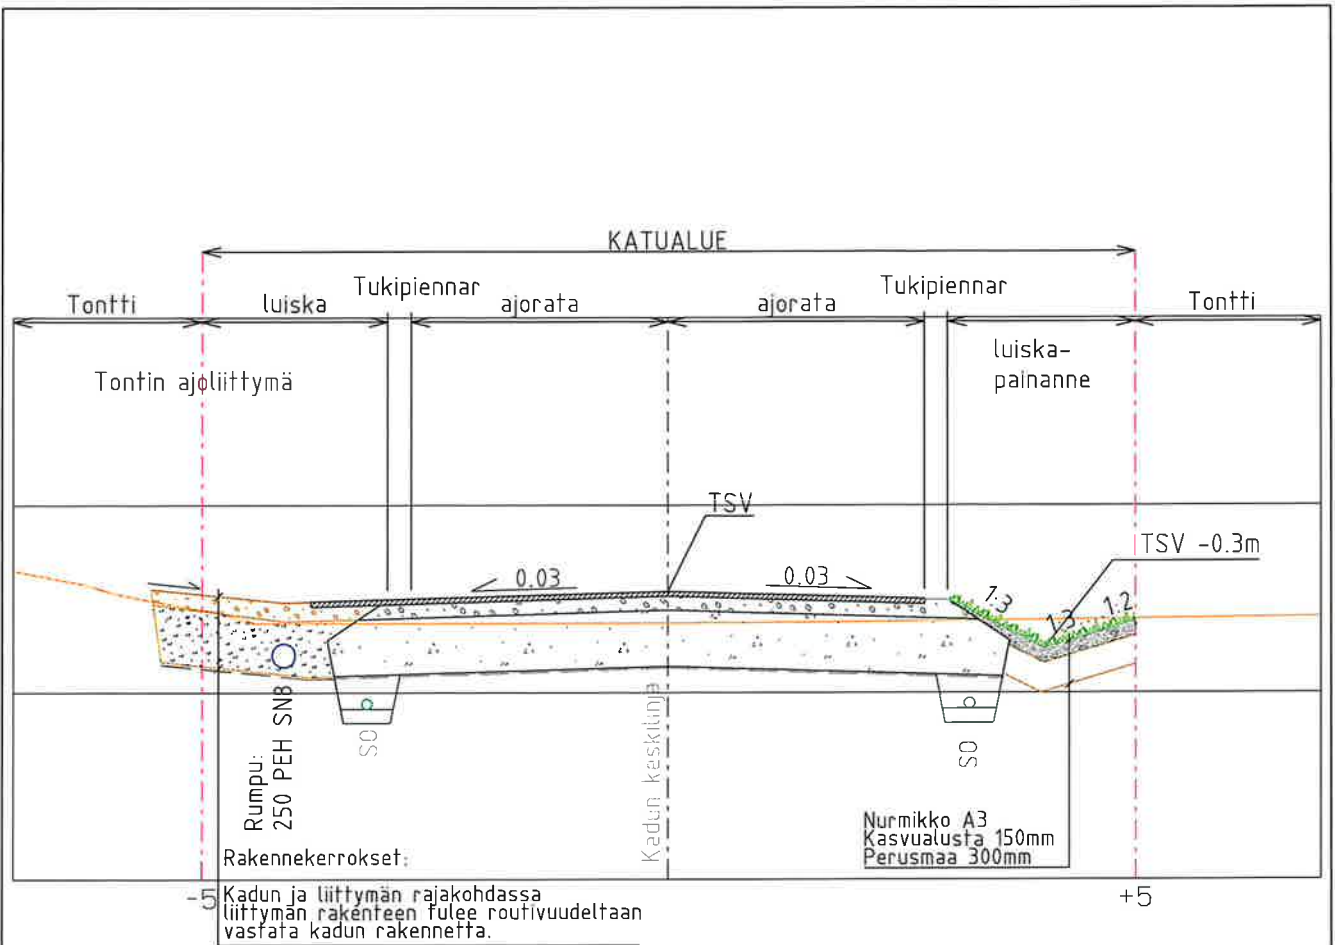 KATUALUE
Tontti
luiska
Tukipiennar
ajorata
ajorata
Tukipiennar
Tontti
Tontin ajoliittymä
luiska-
painanne
TSV
TSV -0.3m
0.03
0.03
1:3
1:3
1:2
Rumpu:
250 PEH SN8
SO
Kadun keskilinja
SO
Nurmikko A3
Kasvualusta 150mm
Perusmaa 300mm
Rakennekerrokset:
-5
+5
Kadun ja liittymän rajakohdassa
liittymän rakenteen tulee routivuudeltaan
vastata kadun rakennetta.